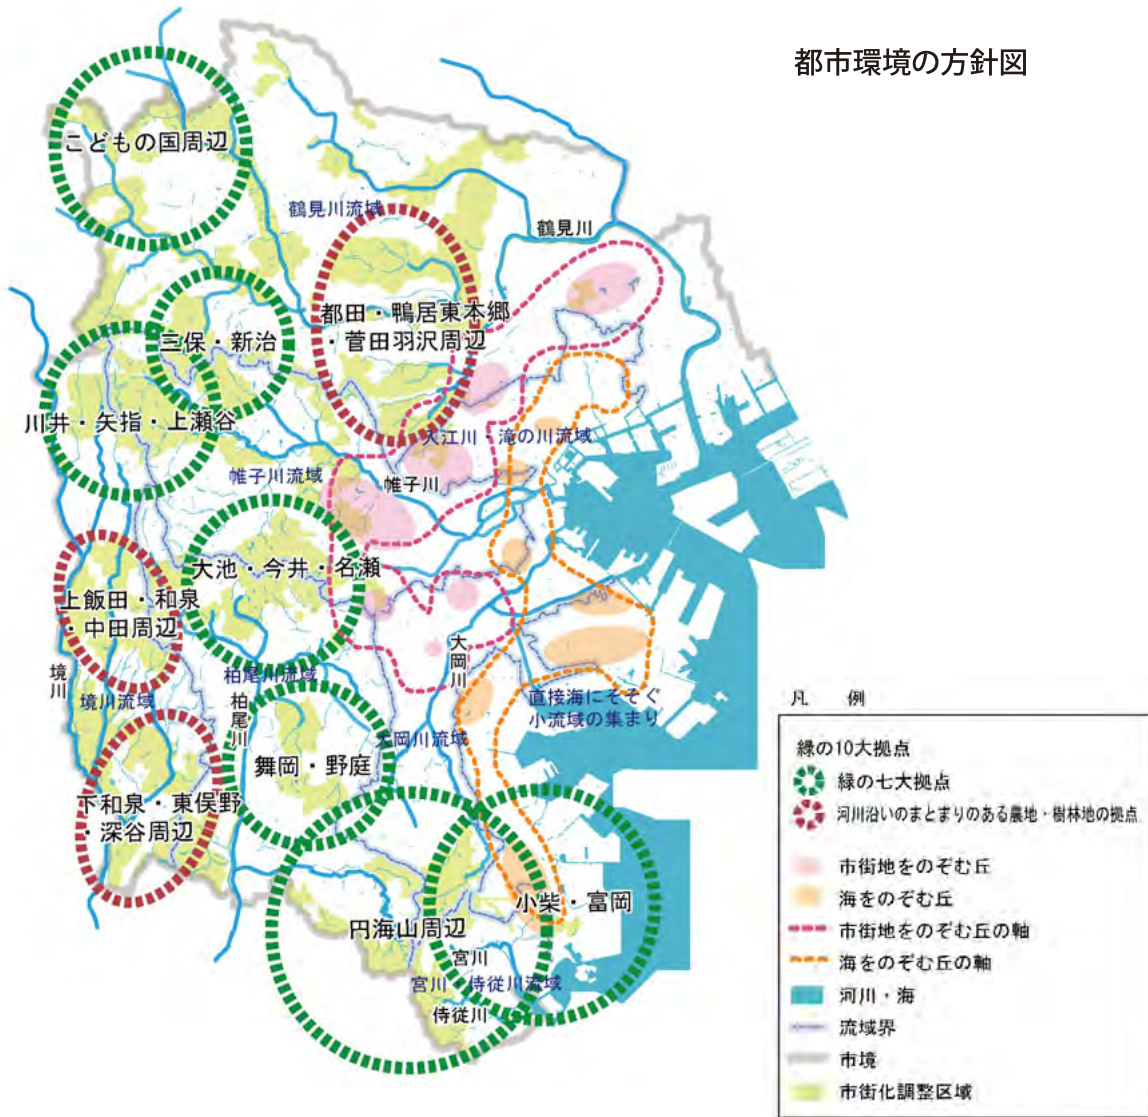 都市環境の方針図
こどもの国周辺
鶴見川流域
鶴見川
都田・鴨居東本郷
・菅田羽沢周辺
三保・新治
川井・矢指・上瀬谷
入江川・滝の川流域
帷子川流域
帷子川
大池・今井・名瀬
上飯田・和泉
・中田周辺
境川
境川流域
柏尾川流域
柏尾川
大岡川
直接海にそそぐ
小流域の集まり
大岡川流域
舞岡・野庭
下和泉・東俣野
・深谷周辺
小柴・富岡
円海山周辺
宮川
宮川・侍従川流域
侍従川
凡 例
緑の10大拠点
緑の七大拠点
河川沿いのまとまりのある農地・樹林地の拠点
市街地をのぞむ丘
海をのぞむ丘
市街地をのぞむ丘の軸
海をのぞむ丘の軸
河川・海
流域界
市境
市街化調整区域